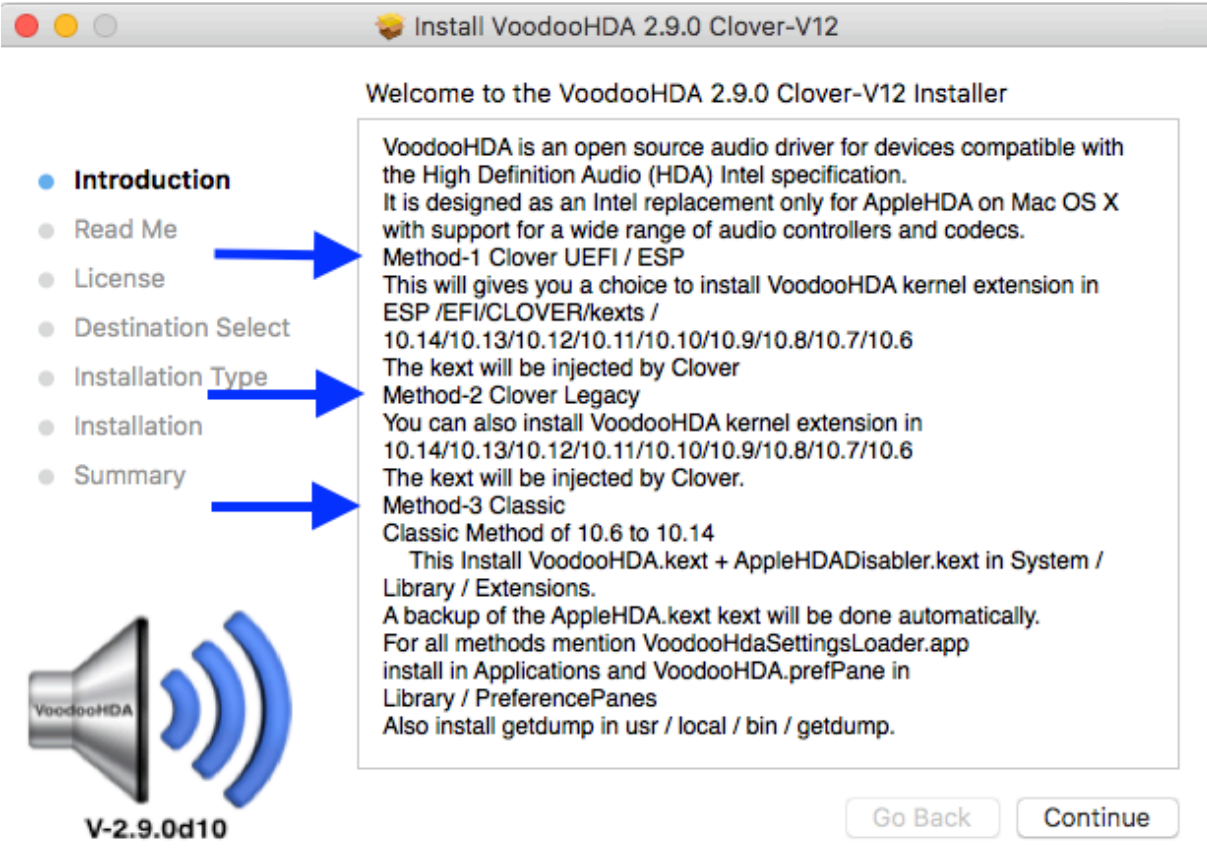 Install VoodooHDA 2.9.0 Clover-V12
Welcome to the VoodooHDA 2.9.0 Clover-V12 Installer
Introduction
Read Me
License
Destination Select
Installation Type
Installation
Summary
VoodooHDA is an open source audio driver for devices compatible with
the High Definition Audio (HDA) Intel specification.
It is designed as an Intel replacement only for AppleHDA on Mac OS X
with support for a wide range of audio controllers and codecs.
Method-1 Clover UEFI / ESP
This will gives you a choice to install VoodooHDA kernel extension in
ESP /EFI/CLOVER/kexts /
10.14/10.13/10.12/10.11/10.10/10.9/10.8/10.7/10.6
The kext will be injected by Clover
Method-2 Clover Legacy
You can also install VoodooHDA kernel extension in
10.14/10.13/10.12/10.11/10.10/10.9/10.8/10.7/10.6
The kext will be injected by Clover.
Method-3 Classic
Classic Method of 10.6 to 10.14
This Install VoodooHDA.kext + AppleHDADisabler.kext in System /
Library / Extensions.
A backup of the AppleHDA.kext kext will be done automatically.
For all methods mention VoodooHdaSettingsLoader.app
install in Applications and VoodooHDA.prefPane in
Library / PreferencePanes
Also install getdump in usr / local / bin / getdump.
VoodooHDA
V-2.9.0d10
Go Back
Continue